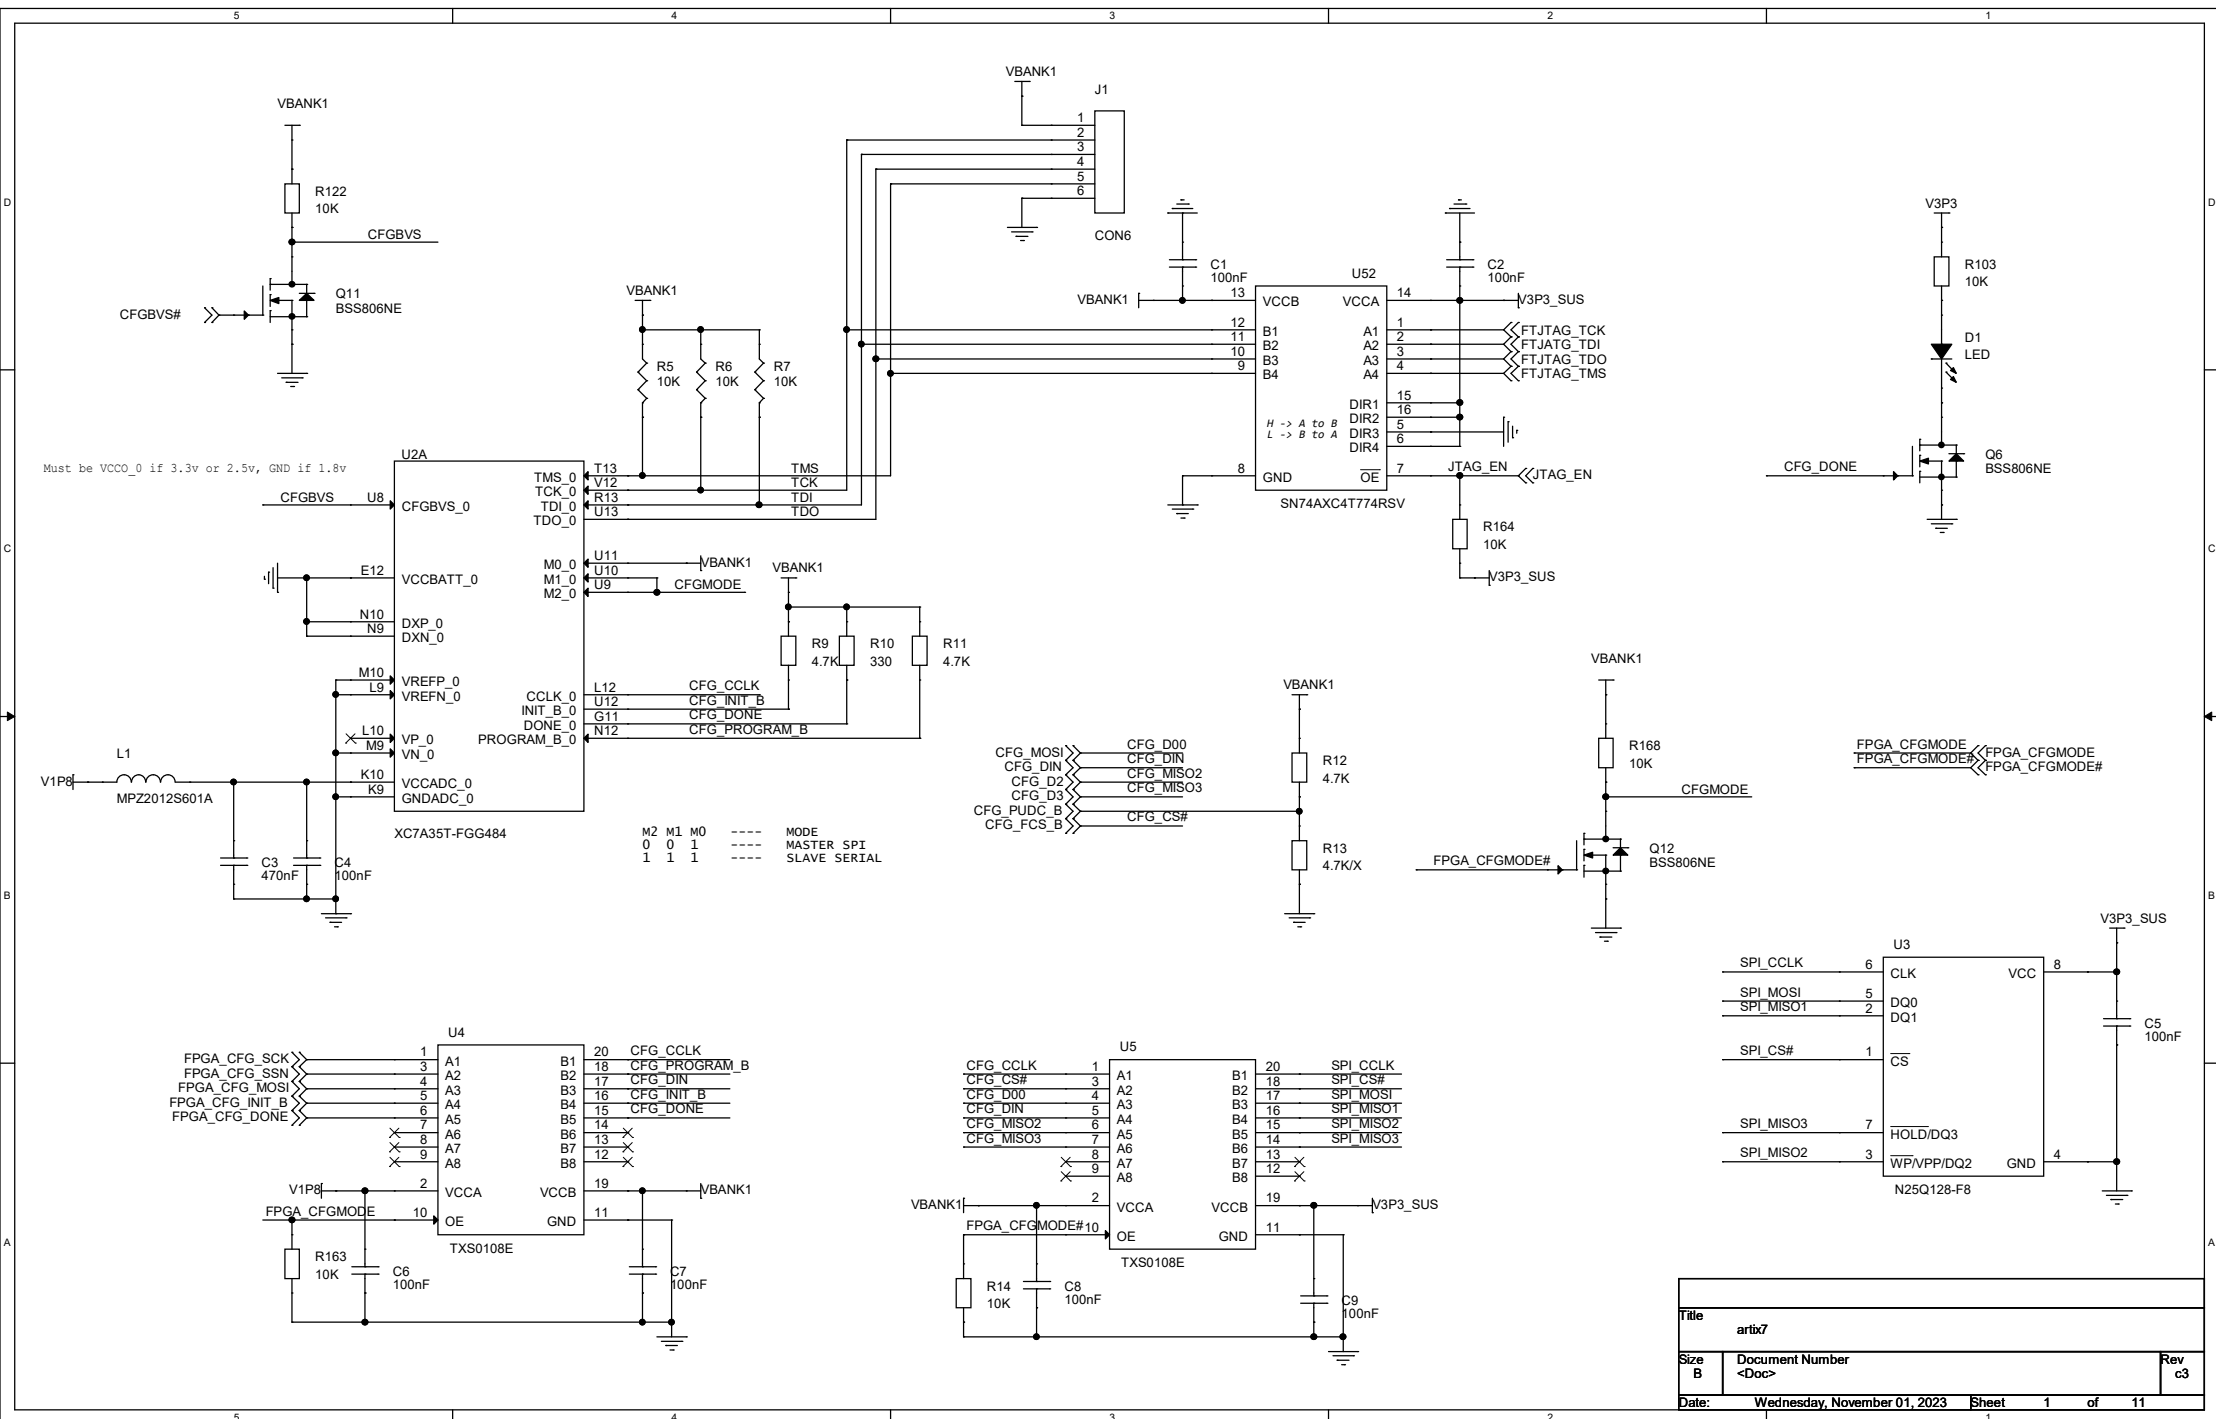 5 4 3 2 1
D
D
C
C
B
B
A
A
VBANK1
R122
10K
CFGBVS
CFGBVS#
Q11
BSS806NE
VBANK1
J1
1
2
3
4
5
6
CON6
VBANK1
R5
10K
R6
10K
R7
10K
C1
100nF
C2
100nF
U52
VBANK1
13 VCCB
VCCA 14
V3P3_SUS
12 B1
11 B2
10 B3
9 B4
A1 1 FTJTAG_TCK
A2 2 FTJATG_TDI
A3 3 FTJTAG_TDO
A4 4 FTJTAG_TMS
DIR1 15
DIR2 16
DIR3 5
DIR4 6
H -> A to B
L -> B to A
8 GND
OE 7 JTAG_EN JTAG_EN
SN74AXC4T774RSV
R164
10K
V3P3_SUS
V3P3
R103
10K
D1
LED
CFG_DONE
Q6
BSS806NE
Must be VCCO_0 if 3.3v or 2.5v, GND if 1.8v
U2A
CFGBVS U8 CFGBVS_0
E12 VCCBATT_0
N10 DXP_0
N9 DXN_0
M10 VREFP_0
L9 VREFN_0
L10 VP_0
M9 VN_0
K10 VCCADC_0
K9 GNDADC_0
TMS_0 T13 TMS
TCK_0 V12 TCK
TDI_0 R13 TDI
TDO_0 U13 TDO
M0_0 U11 VBANK1
M1_0 U10
M2_0 U9 CFGMODE
CCLK_0 L12 CFG_CCLK
INIT_B_0 U12 CFG_INIT_B
DONE_0 G11 CFG_DONE
PROGRAM_B_0 N12 CFG_PROGRAM_B
XC7A35T-FGG484
VBANK1
R9
4.7K
R10
330
R11
4.7K
L1
V1P8
MPZ2012S601A
C3
470nF
C4
100nF
M2 M1 M0 ---- MODE
0 0 1 ---- MASTER SPI
1 1 1 ---- SLAVE SERIAL
VBANK1
CFG_MOSI CFG_D00
CFG_DIN CFG_DIN
CFG_D2 CFG_MISO2
CFG_D3 CFG_MISO3
CFG_PUDC_B
CFG_FCS_B CFG_CS#
R12
4.7K
R13
4.7K/X
VBANK1
R168
10K
CFGMODE
FPGA_CFGMODE#
Q12
BSS806NE
FPGA_CFGMODE FPGA_CFGMODE
FPGA_CFGMODE# FPGA_CFGMODE#
V3P3_SUS
U3
SPI_CCLK 6 CLK
VCC 8
SPI_MOSI 5 DQ0
SPI_MISO1 2 DQ1
SPI_CS# 1 CS
SPI_MISO3 7 HOLD/DQ3
SPI_MISO2 3 WP/VPP/DQ2
GND 4
N25Q128-F8
C5
100nF
U4
FPGA_CFG_SCK 1 A1 B1 20 CFG_CCLK
FPGA_CFG_SSN 3 A2 B2 18 CFG_PROGRAM_B
FPGA_CFG_MOSI 4 A3 B3 17 CFG_DIN
FPGA_CFG_INIT_B 5 A4 B4 16 CFG_INIT_B
FPGA_CFG_DONE 6 A5 B5 15 CFG_DONE
7 A6 B6 14
8 A7 B7 13
9 A8 B8 12
V1P8 2 VCCA VCCB 19 VBANK1
FPGA_CFGMODE 10 OE GND 11
TXS0108E
R163
10K
C6
100nF
C7
100nF
U5
CFG_CCLK 1 A1 B1 20 SPI_CCLK
CFG_CS# 3 A2 B2 18 SPI_CS#
CFG_D00 4 A3 B3 17 SPI_MOSI
CFG_DIN 5 A4 B4 16 SPI_MISO1
CFG_MISO2 6 A5 B5 15 SPI_MISO2
CFG_MISO3 7 A6 B6 14 SPI_MISO3
8 A7 B7 13
9 A8 B8 12
VBANK1 2 VCCA VCCB 19 V3P3_SUS
FPGA_CFGMODE# 10 OE GND 11
TXS0108E
R14
10K
C8
100nF
C9
100nF
Title
artix7
Size Document Number Rev
B <Doc> c3
Date: Wednesday, November 01, 2023 Sheet 1 of 11
5 4 3 2 1